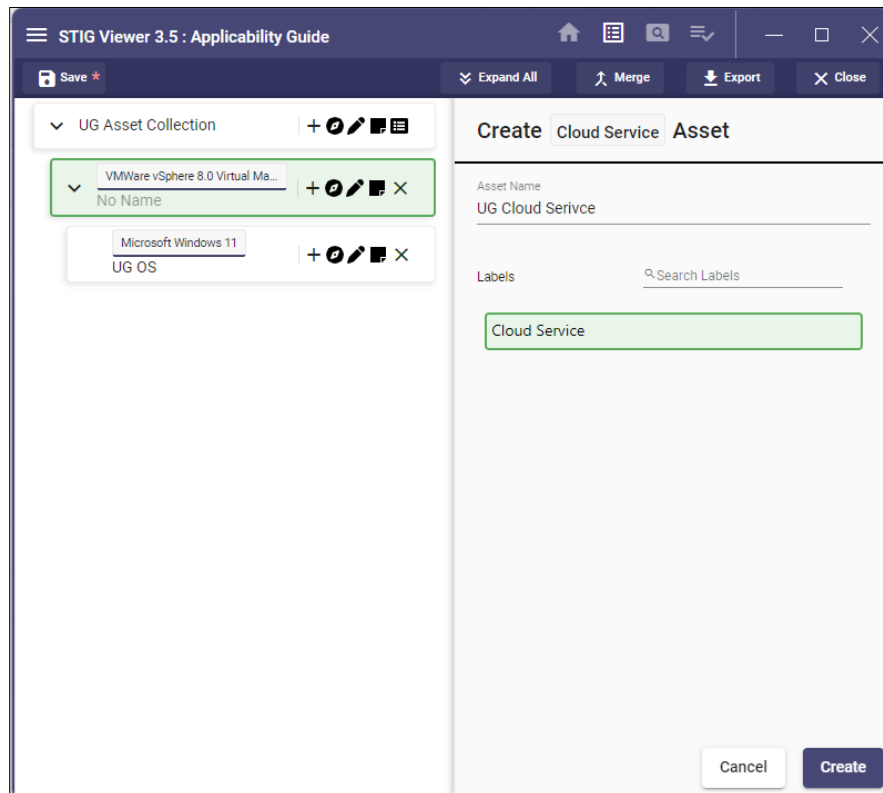 STIG Viewer 3.5 : Applicability Guide
Save *
Expand All
Merge
Export
Close
UG Asset Collection
VMWare vSphere 8.0 Virtual Ma...
No Name
Microsoft Windows 11
UG OS
Create Cloud Service Asset
Asset Name
UG Cloud Serivce
Labels
Search Labels
Cloud Service
Cancel
Create